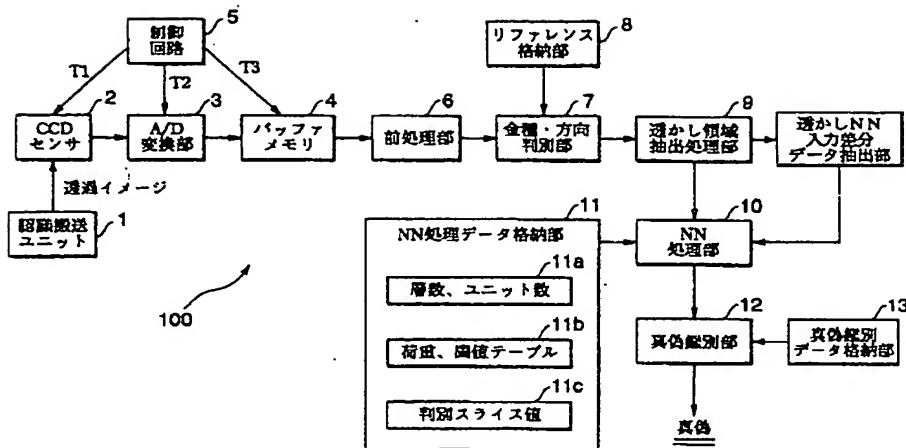 制御
回路
5
T1
T2
T3
リファレンス
格納部
8
CCD
センサ
2
A/D
変換部
3
バッファ
メモリ
4
前処理部
6
金種・方向
判別部
7
透かし領域
抽出処理部
9
透かしNN
入力差分
データ抽出部
透過イメージ
ユニット
1
100
NN処理データ格納部
11
層数、ユニット数
11a
荷重、閾値テーブル
11b
判別スライス値
11c
NN
処理部
10
真偽鑑別部
12
真偽鑑別
データ格納部
13
真偽